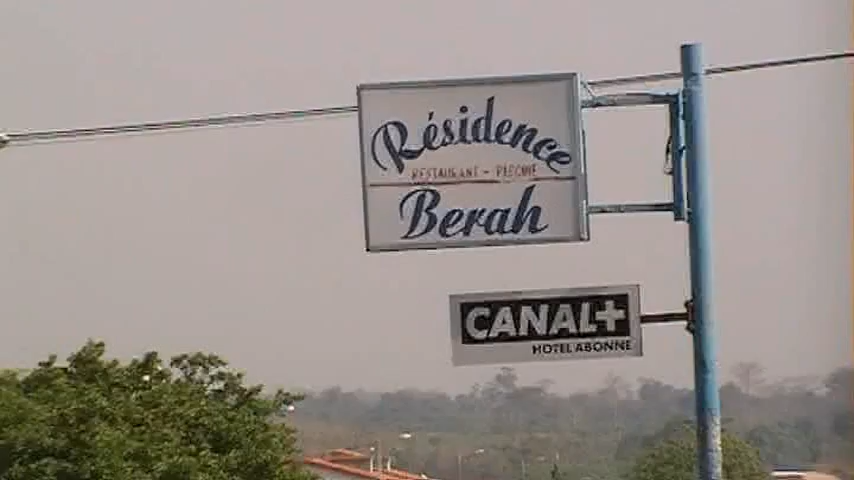 Résidence
RESTAURANT - PISCINE
Berah
CANAL+
HOTEL ABONNE